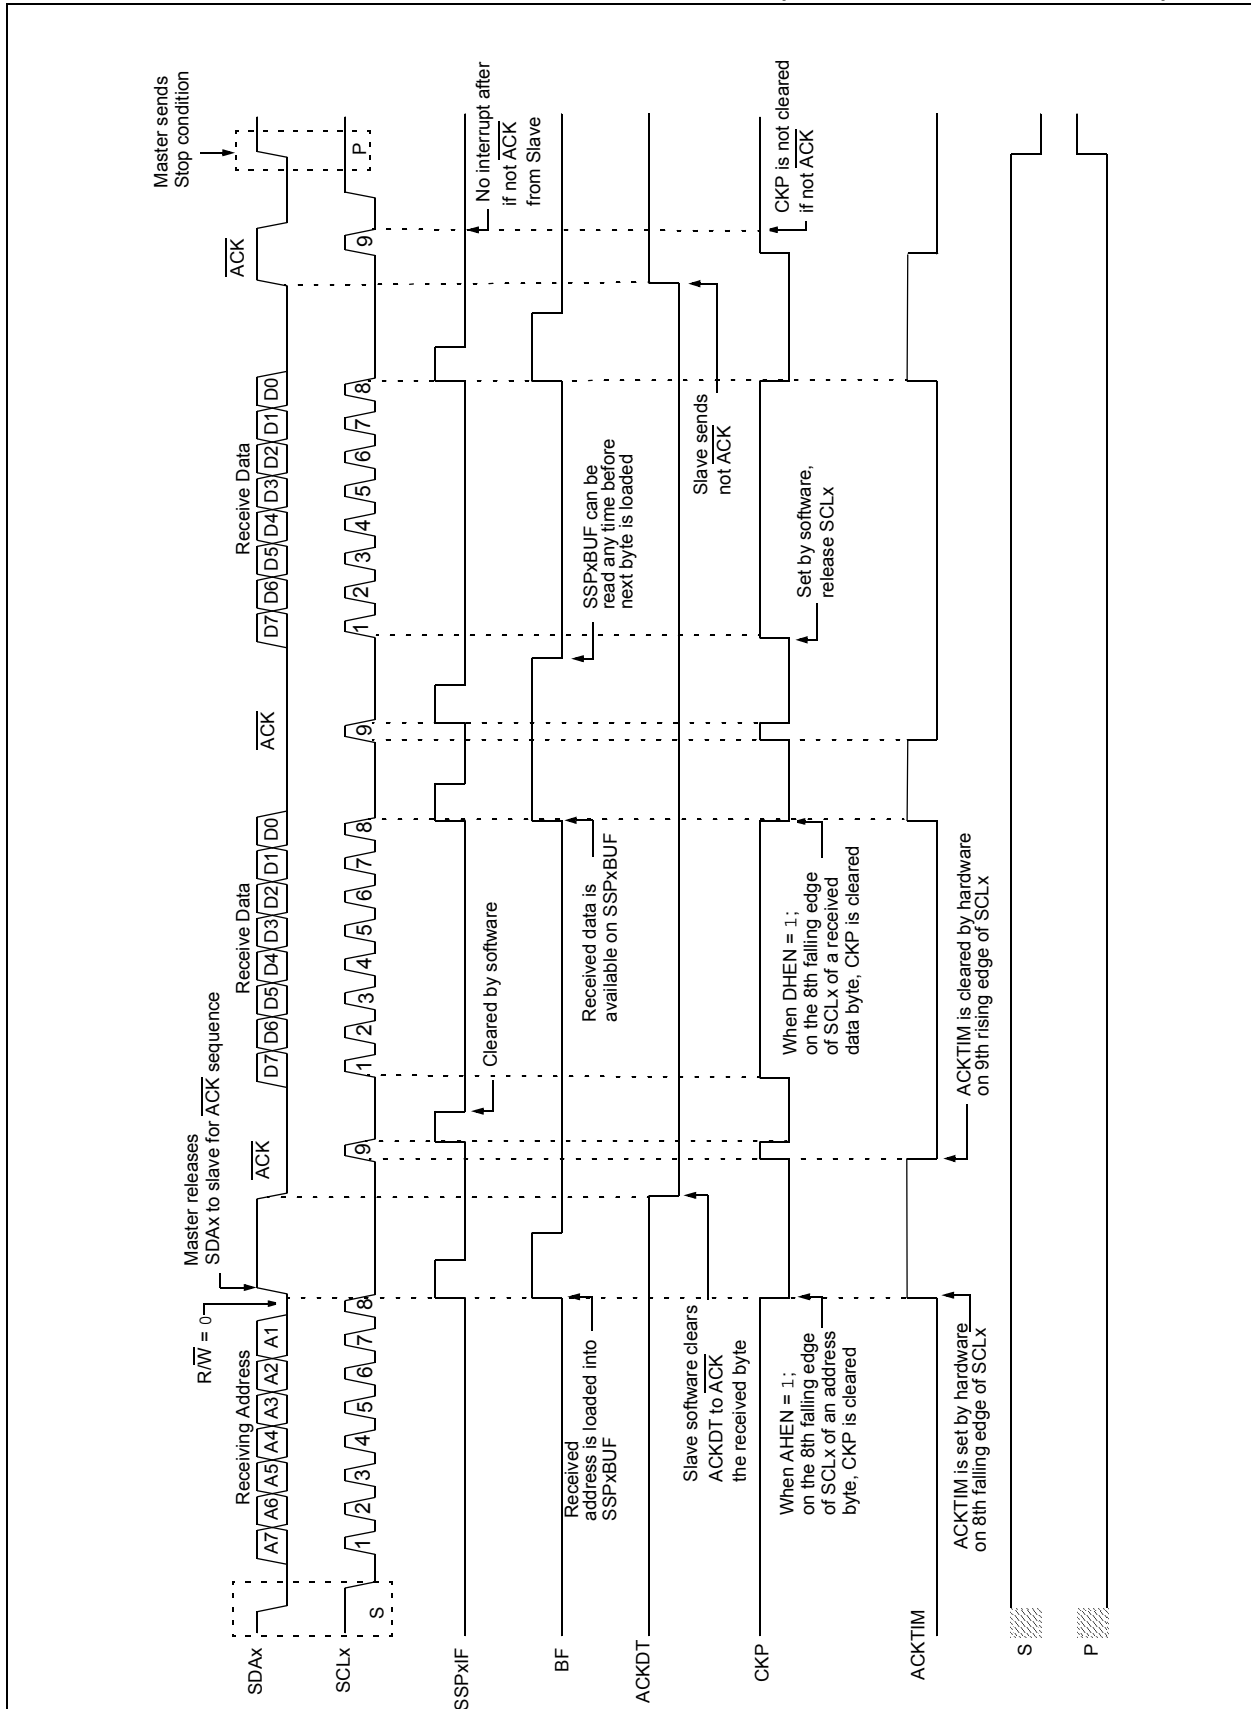 Master sends
Stop condition
Master releases
SDAx to slave for ACK sequence
R/W = 0
Receiving Address
Receive Data
Receive Data
ACK
ACK
ACK
SDAx
A7 A6 A5 A4 A3 A2 A1
D7 D6 D5 D4 D3 D2 D1 D0
D7 D6 D5 D4 D3 D2 D1 D0
SCLx
S
1 2 3 4 5 6 7 8 9
1 2 3 4 5 6 7 8 9
1 2 3 4 5 6 7 8 9
P
SSPxIF
Cleared by software
No interrupt after
if not ACK
from Slave
BF
Received
address is loaded into
SSPxBUF
Received data is
available on SSPxBUF
SSPxBUF can be
read any time before
next byte is loaded
ACKDT
Slave software clears
ACKDT to ACK
the received byte
Slave sends
not ACK
CKP
When AHEN = 1;
on the 8th falling edge
of SCLx of an address
byte, CKP is cleared
When DHEN = 1;
on the 8th falling edge
of SCLx of a received
data byte, CKP is cleared
Set by software,
release SCLx
CKP is not cleared
if not ACK
ACKTIM
ACKTIM is set by hardware
on 8th falling edge of SCLx
ACKTIM is cleared by hardware
on 9th rising edge of SCLx
S
P